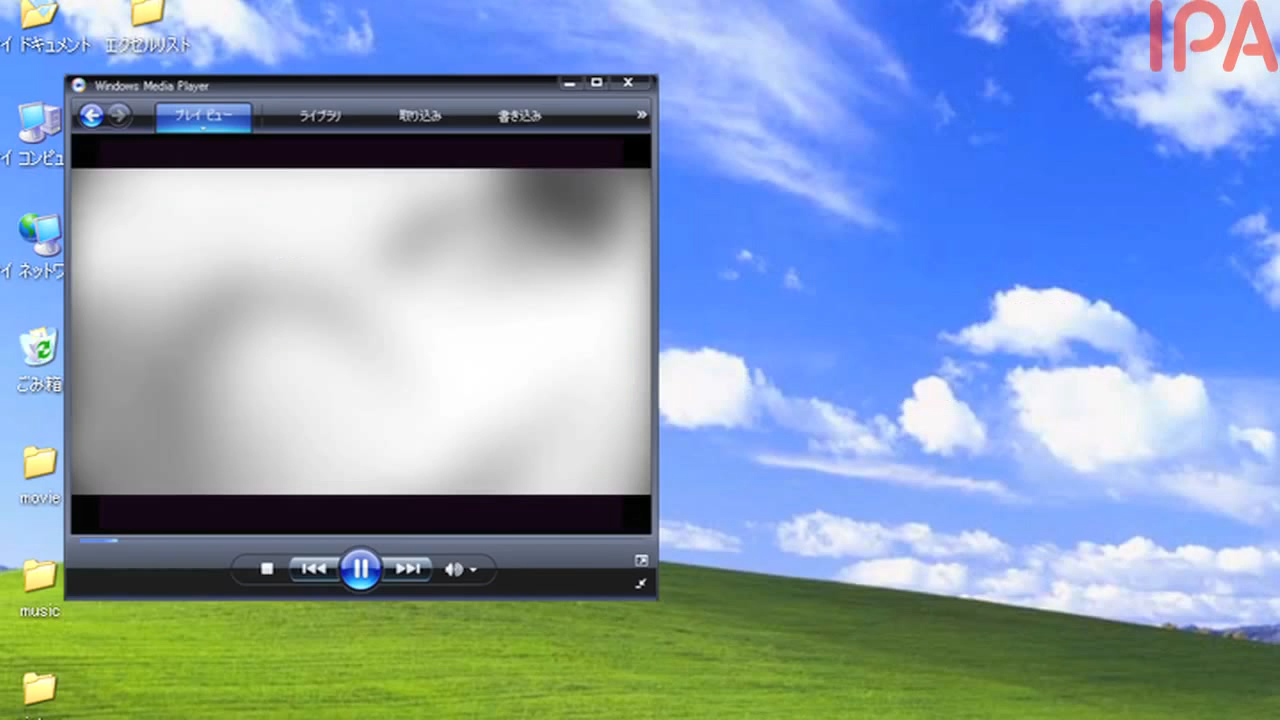 IPA
イ ドキュメント
エクセルリスト
Windows Media Player
プレイ ビュー
ライブラリ
取り込み
書き込み
イ コンピュ
イ ネットワ
ごみ箱
movie
music